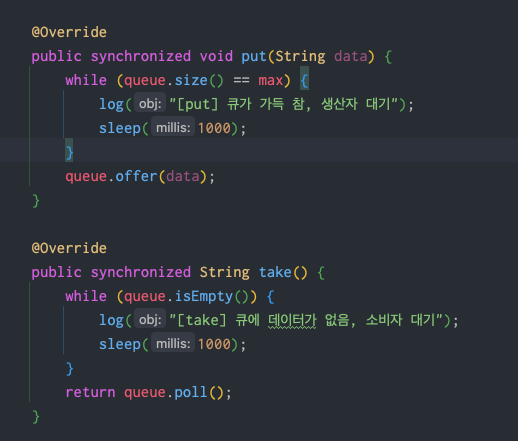 @Override
public synchronized void put(String data) {
while (queue.size() == max) {
log( obj: "[put] 큐가 가득 참, 생산자 대기");
sleep( millis: 1000);
}
queue.offer(data);
}
@Override
public synchronized String take() {
while (queue.isEmpty()) {
log( obj: "[take] 큐에 데이터가 없음, 소비자 대기");
sleep( millis: 1000);
}
return queue.poll();
}